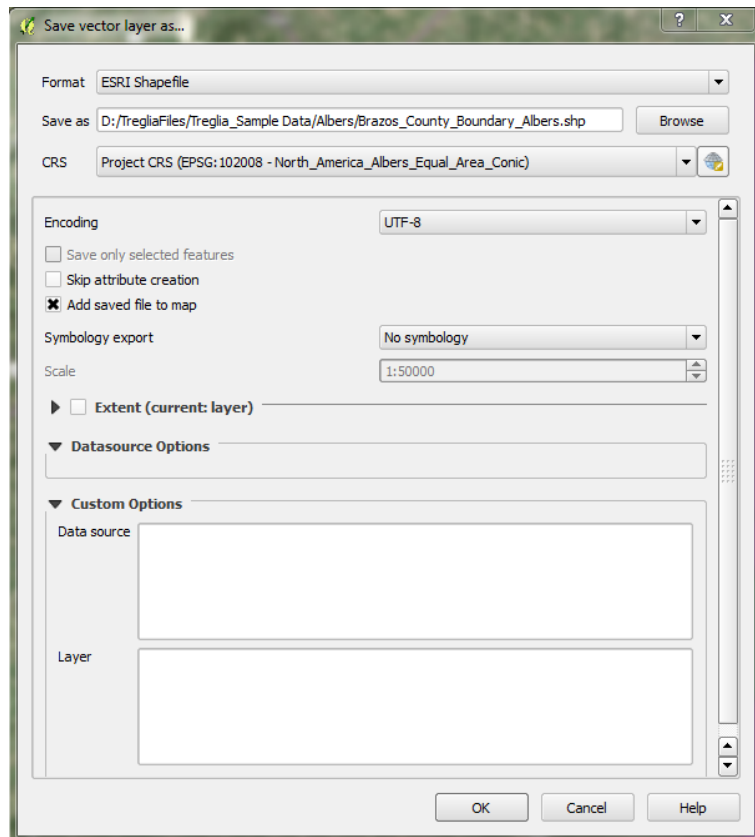 Save vector layer as...
Format ESRI Shapefile
Save as D:/TregliaFiles/Treglia_Sample Data/Albers/Brazos_County_Boundary_Albers.shp Browse
CRS Project CRS (EPSG:102008 - North_America_Albers_Equal_Area_Conic)
Encoding UTF-8
Save only selected features
Skip attribute creation
Add saved file to map
Symbology export No symbology
Scale 1:50000
Extent (current: layer)
Datasource Options
Custom Options
Data source
Layer
OK Cancel Help